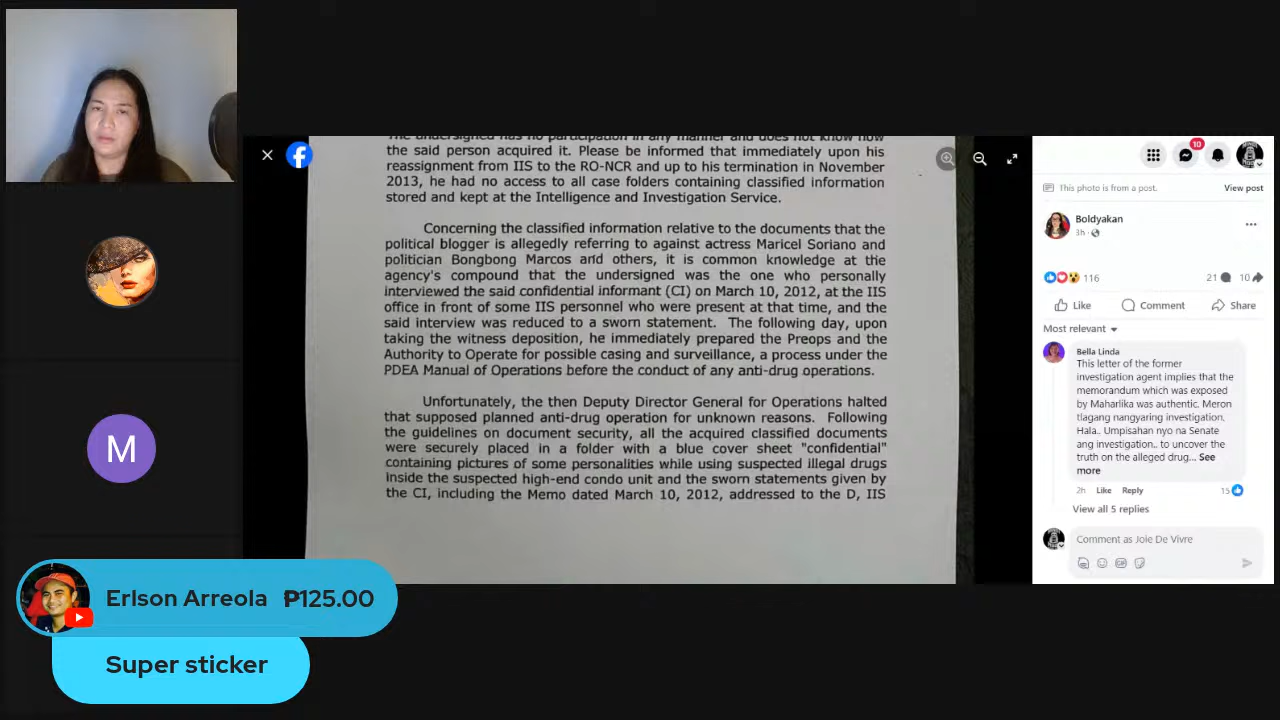 The undersigned has no participation in any manner and does not know how
the said person acquired it. Please be informed that immediately upon his
reassignment from IIS to the RO-NCR and up to his termination in November
2013, he had no access to all case folders containing classified information
stored and kept at the Intelligence and Investigation Service.
Concerning the classified information relative to the documents that the
political blogger is allegedly referring to against actress Maricel Soriano and
politician Bongbong Marcos and others, it is common knowledge at the
agency's compound that the undersigned was the one who personally
interviewed the said confidential informant (CI) on March 10, 2012, at the IIS
office in front of some IIS personnel who were present at that time, and the
said interview was reduced to a sworn statement. The following day, upon
taking the witness deposition, he immediately prepared the Preops and the
Authority to Operate for possible casing and surveillance, a process under the
PDEA Manual of Operations before the conduct of any anti-drug operations.
Unfortunately, the then Deputy Director General for Operations halted
that supposed planned anti-drug operation for unknown reasons. Following
the guidelines on document security, all the acquired classified documents
were securely placed in a folder with a blue cover sheet "confidential"
containing pictures of some personalities while using suspected illegal drugs
inside the suspected high-end condo unit and the sworn statements given by
the CI, including the Memo dated March 10, 2012, addressed to the D, IIS
10
This photo is from a post.
View post
Boldyakan
3h
116
21
10
Like
Comment
Share
Most relevant
Bella Linda
This letter of the former
investigation agent implies that the
memorandum which was exposed
by Maharlika was authentic. Meron
tlagang nangyaring investigation.
Hala.. Umpisahan nyo na Senate
ang investigation.. to uncover the
truth on the alleged drug... See
more
2h Like Reply 15
View all 5 replies
Comment as Joie De Vivre
M
Erlson Arreola ₱125.00
Super sticker